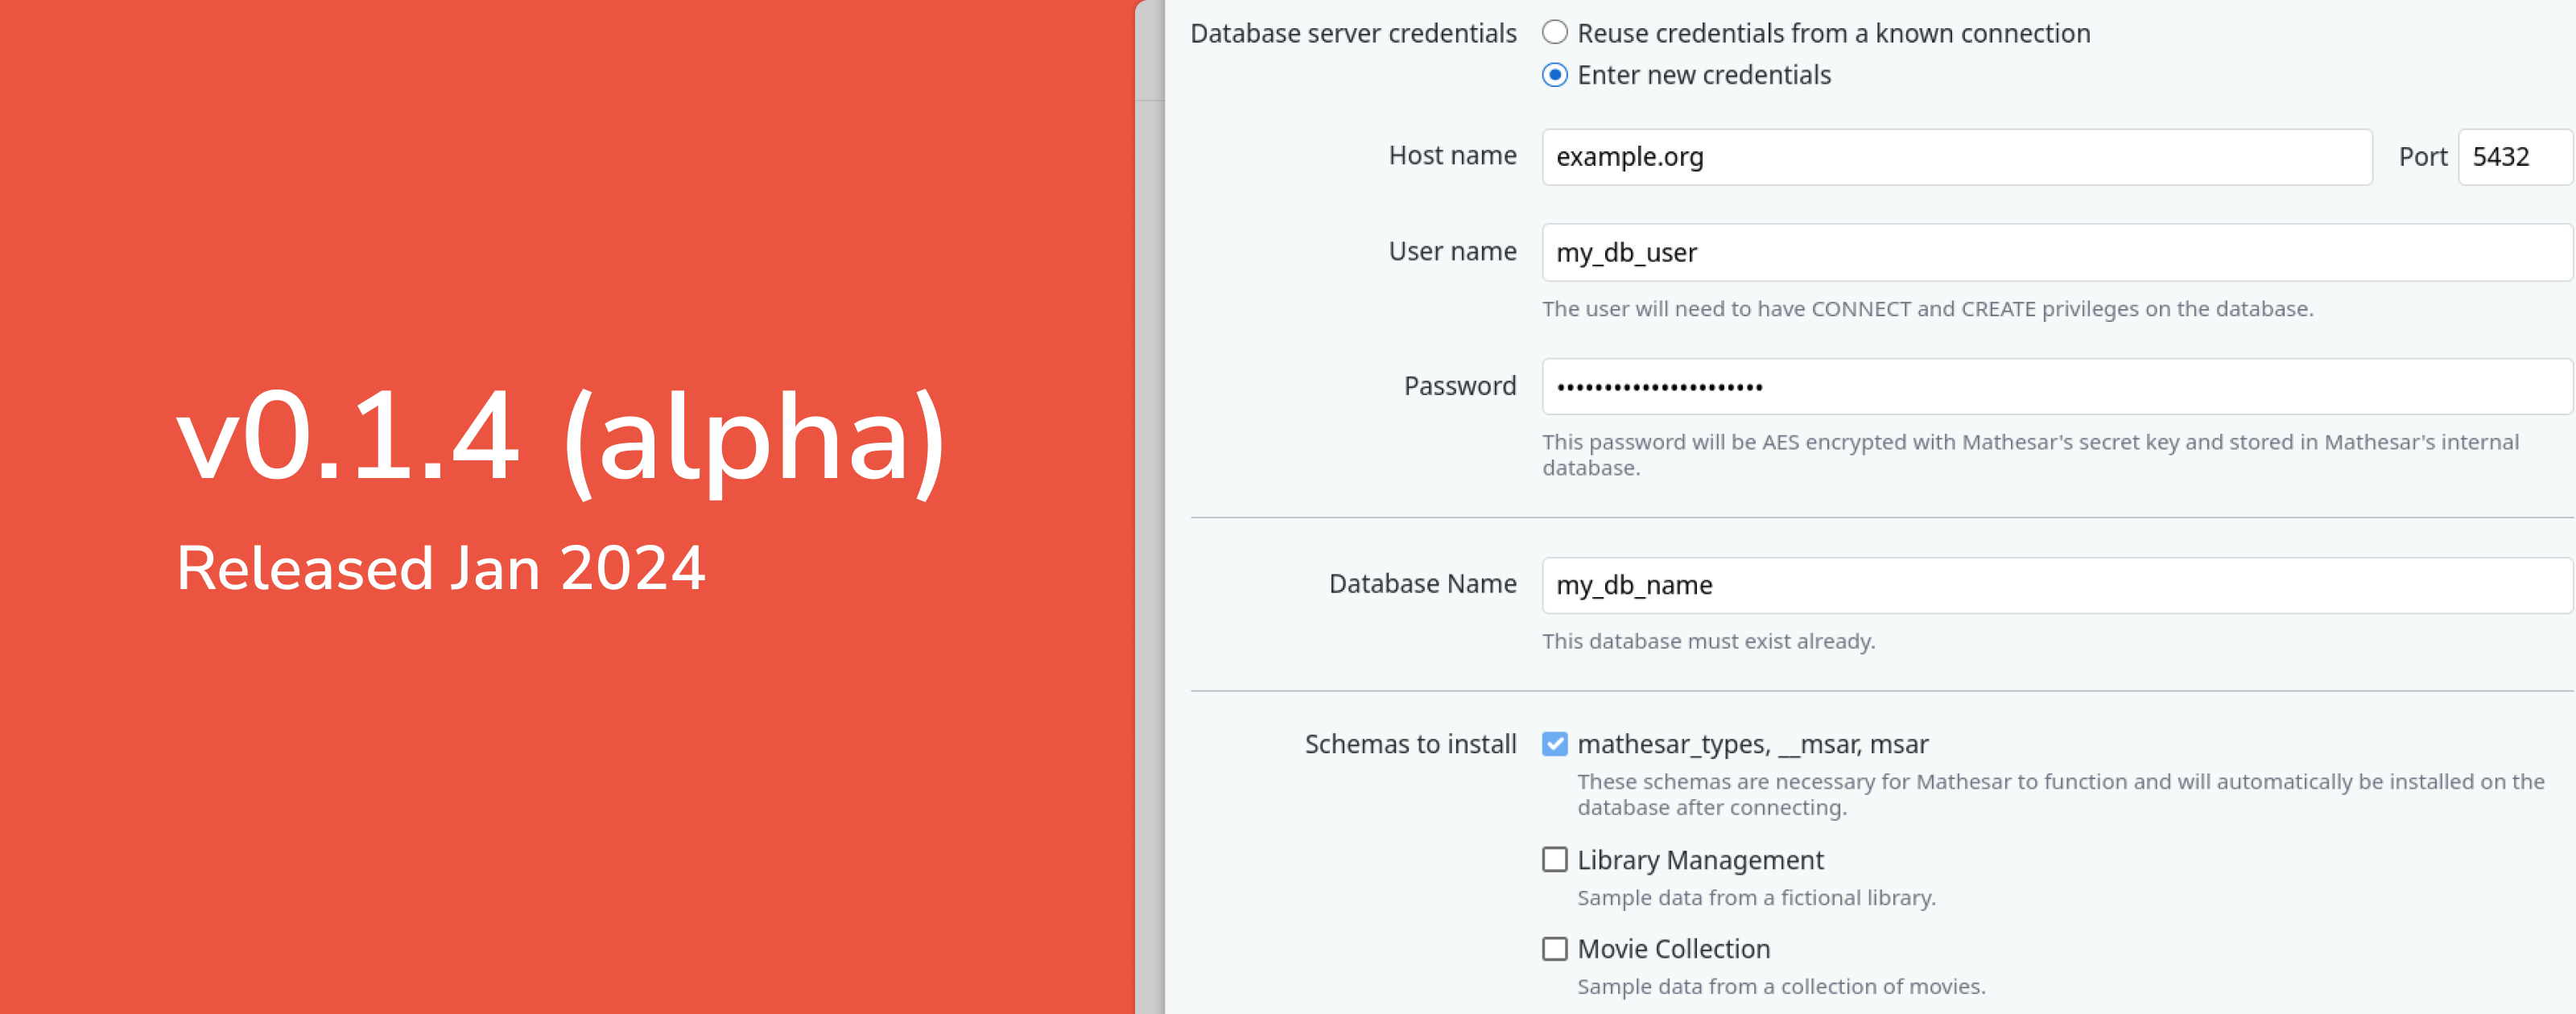 v0.1.4 (alpha)
Released Jan 2024
Database server credentials
Reuse credentials from a known connection
Enter new credentials
Host name
example.org
Port
5432
User name
my_db_user
The user will need to have CONNECT and CREATE privileges on the database.
Password
••••••••••••••••••••••
This password will be AES encrypted with Mathesar's secret key and stored in Mathesar's internal
database.
Database Name
my_db_name
This database must exist already.
Schemas to install
mathesar_types, __msar, msar
These schemas are necessary for Mathesar to function and will automatically be installed on the
database after connecting.
Library Management
Sample data from a fictional library.
Movie Collection
Sample data from a collection of movies.